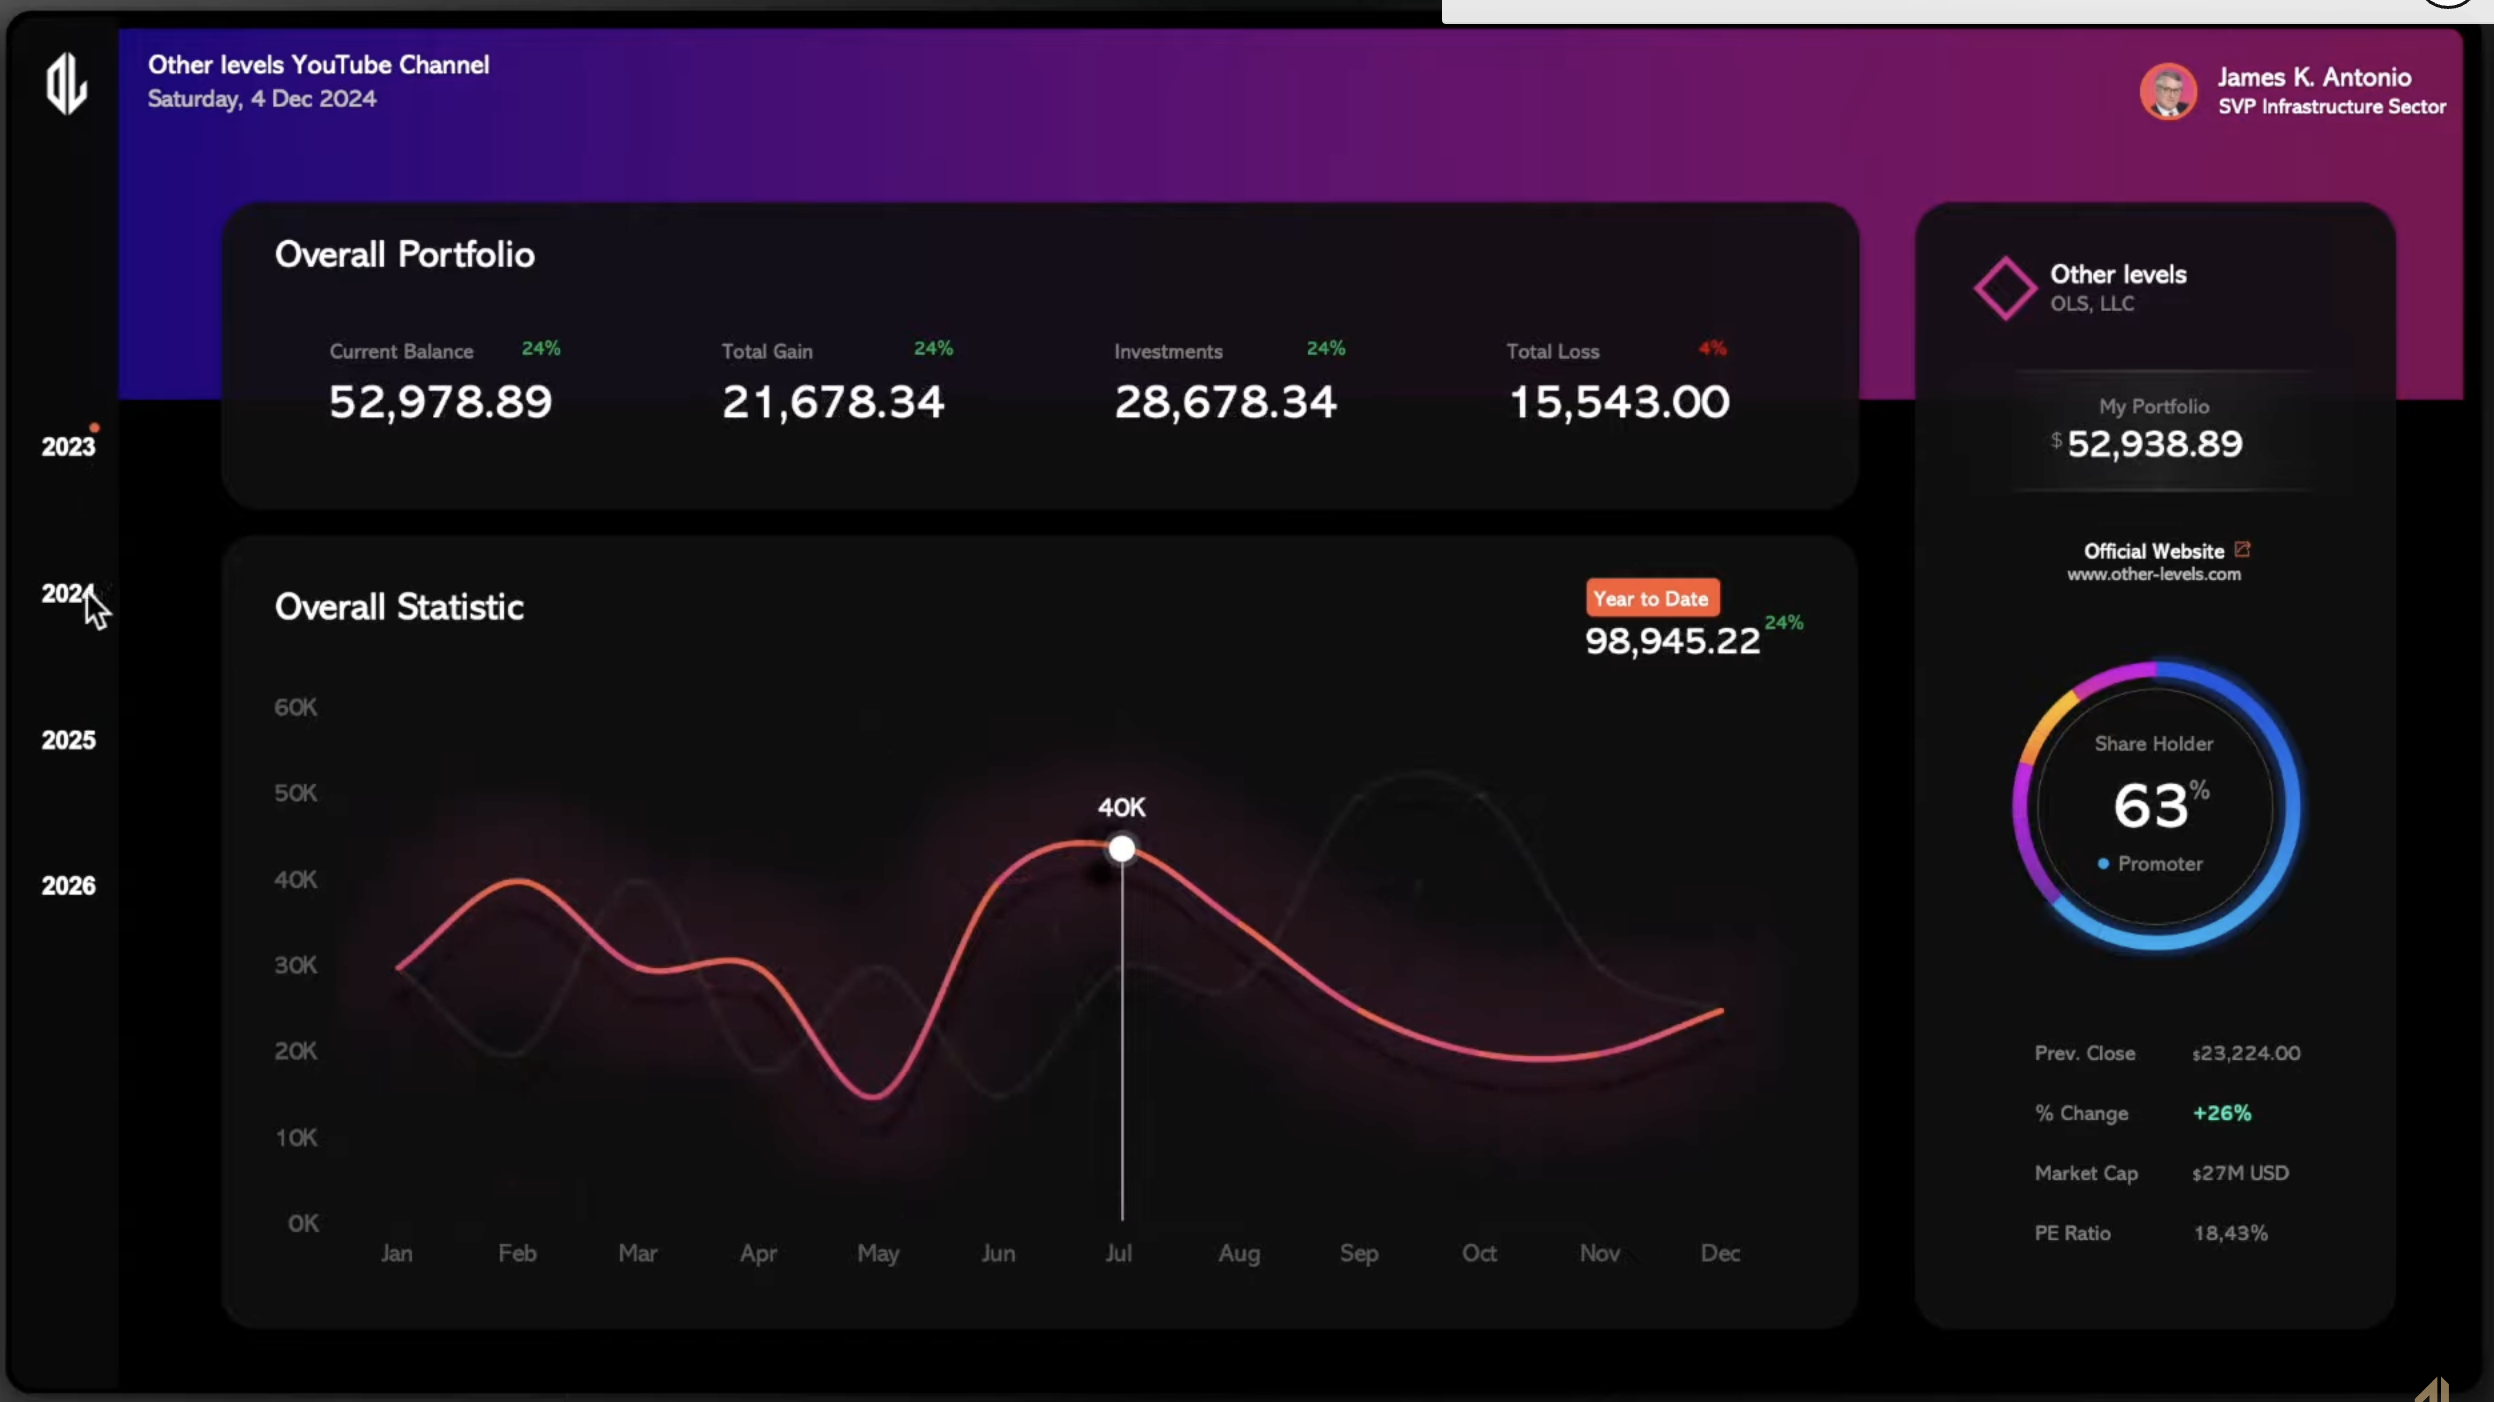 Other levels YouTube Channel
Saturday, 4 Dec 2024
James K. Antonio
SVP Infrastructure Sector
2023
2024
2025
2026
Overall Portfolio
Current Balance 24%
52,978.89
Total Gain 24%
21,678.34
Investments 24%
28,678.34
Total Loss 4%
15,543.00
Overall Statistic
Year to Date
98,945.22 24%
60K
50K
40K
30K
20K
10K
0K
40K
Jan Feb Mar Apr May Jun Jul Aug Sep Oct Nov Dec
Other levels
OLS, LLC
My Portfolio
$52,938.89
Official Website
www.other-levels.com
Share Holder
63%
Promoter
Prev. Close $23,224.00
% Change +26%
Market Cap $27M USD
PE Ratio 18,43%